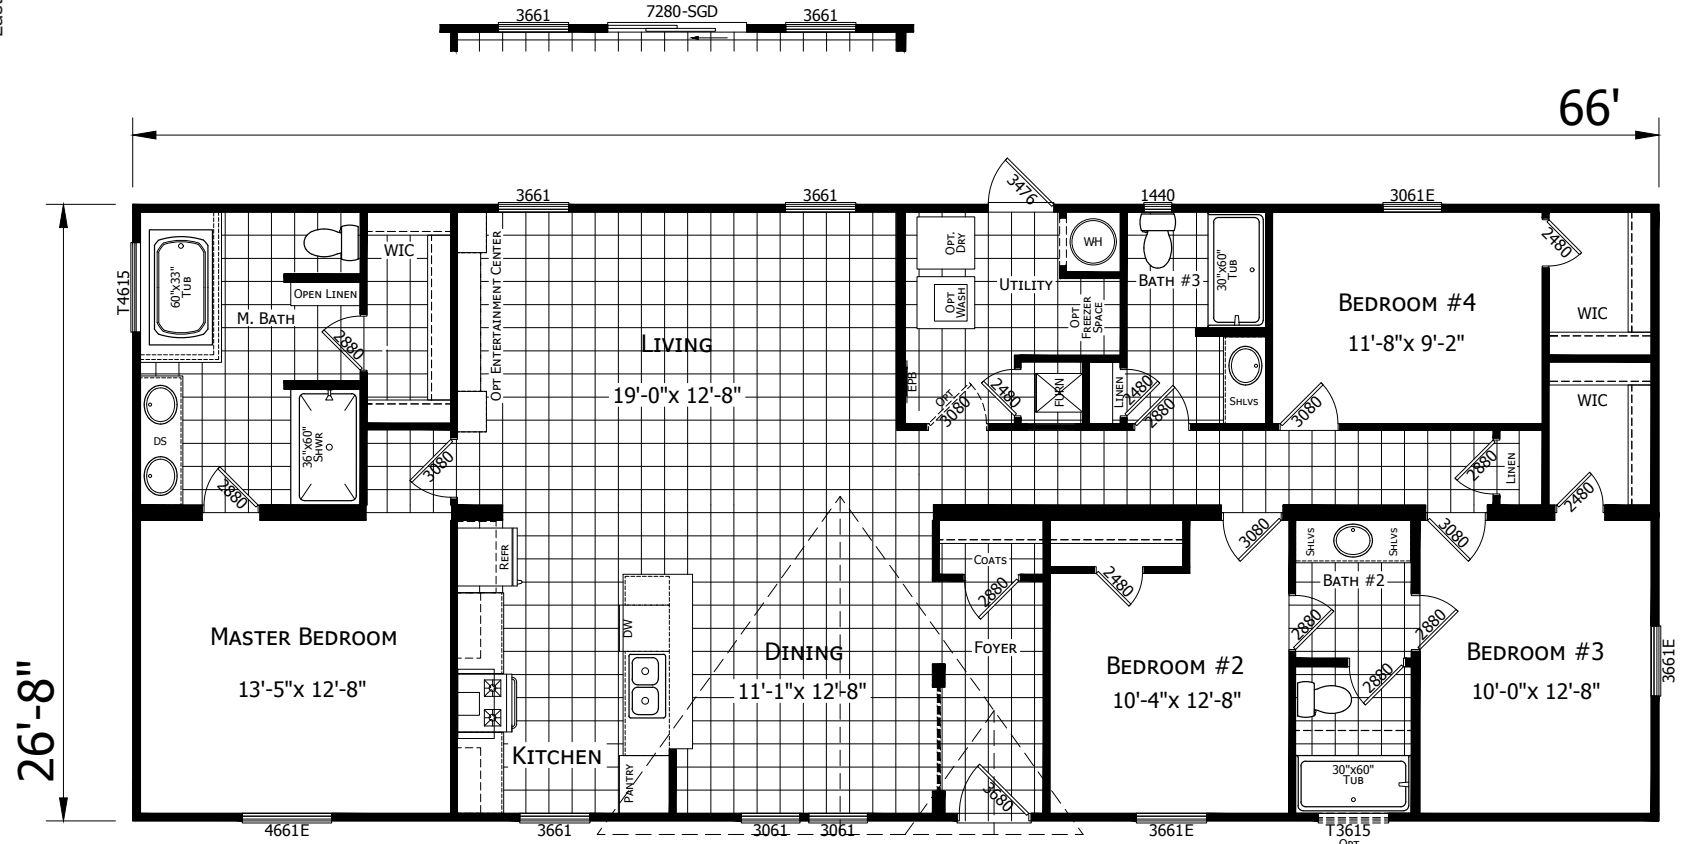 3661
7280-SGD
3661
66'
26'-8"
3661
3661
3476
1440
3061E
T4615
60"x33"
TUB
M. BATH
OPEN LINEN
2880
WIC
DS
36"x60"
SHWR
2880
3080
OPT ENTERTAINMENT CENTER
LIVING
19'-0"x 12'-8"
EPB
OPT.
DRY
OPT
WASH
UTILITY
WH
OPT
FREEZER
SPACE
OPT
3080
2480
FURN
LINEN
2480
2880
BATH #3
30"x60"
TUB
SHLVS
BEDROOM #4
11'-8"x 9'-2"
3080
2480
WIC
WIC
2880
LINEN
2480
MASTER BEDROOM
13'-5"x 12'-8"
REFR
DW
KITCHEN
PANTRY
DINING
11'-1"x 12'-8"
COATS
2880
FOYER
3680
2480
BEDROOM #2
10'-4"x 12'-8"
3080
SHLVS
SHLVS
BATH #2
2880
2880
2880
30"x60"
TUB
3080
BEDROOM #3
10'-0"x 12'-8"
3661E
4661E
3661
3061
3061
3661E
T3615
OPT